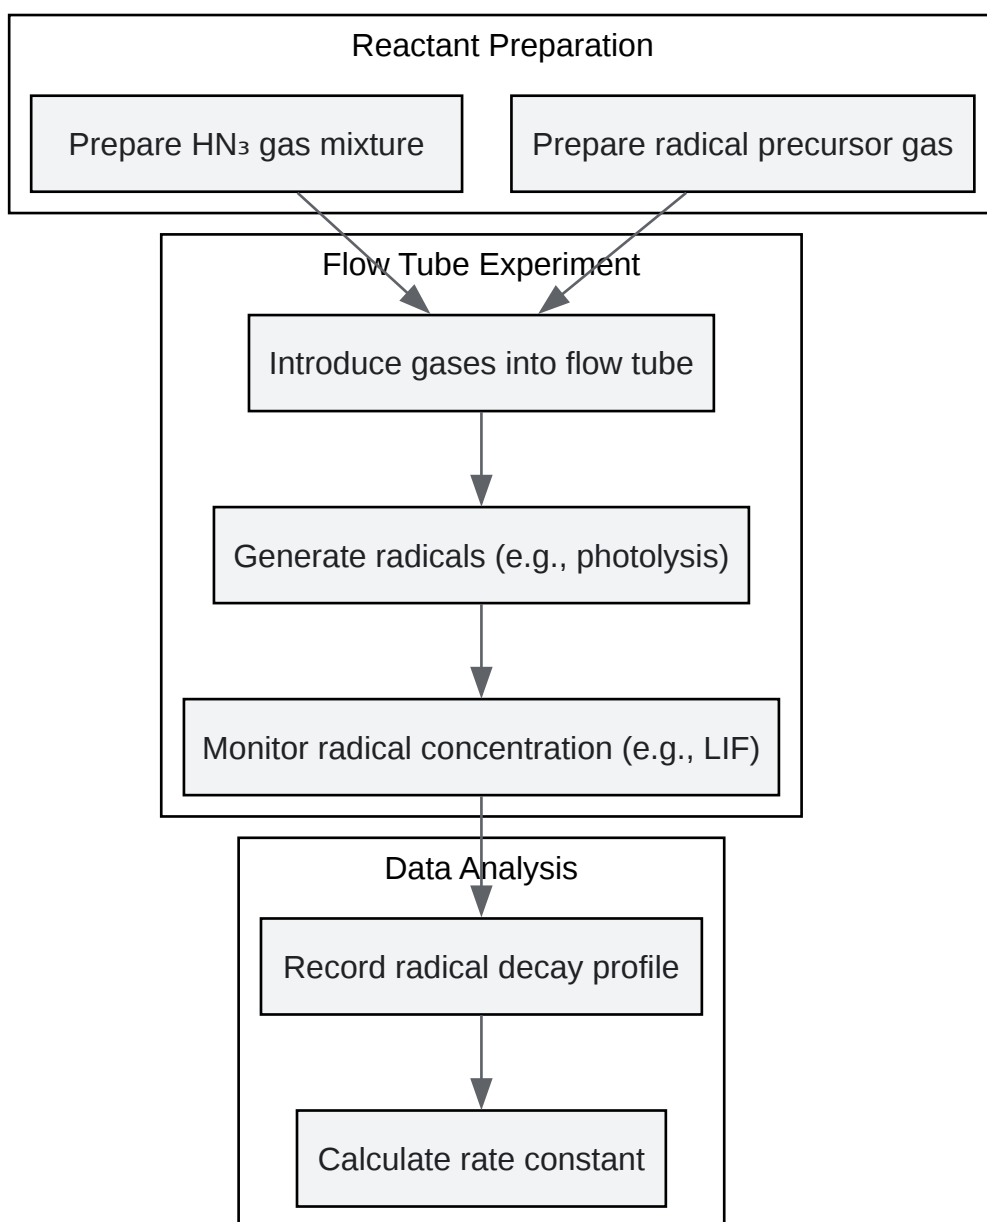 Reactant Preparation
Prepare HN₃ gas mixture
Prepare radical precursor gas
Flow Tube Experiment
Introduce gases into flow tube
Generate radicals (e.g., photolysis)
Monitor radical concentration (e.g., LIF)
Data Analysis
Record radical decay profile
Calculate rate constant